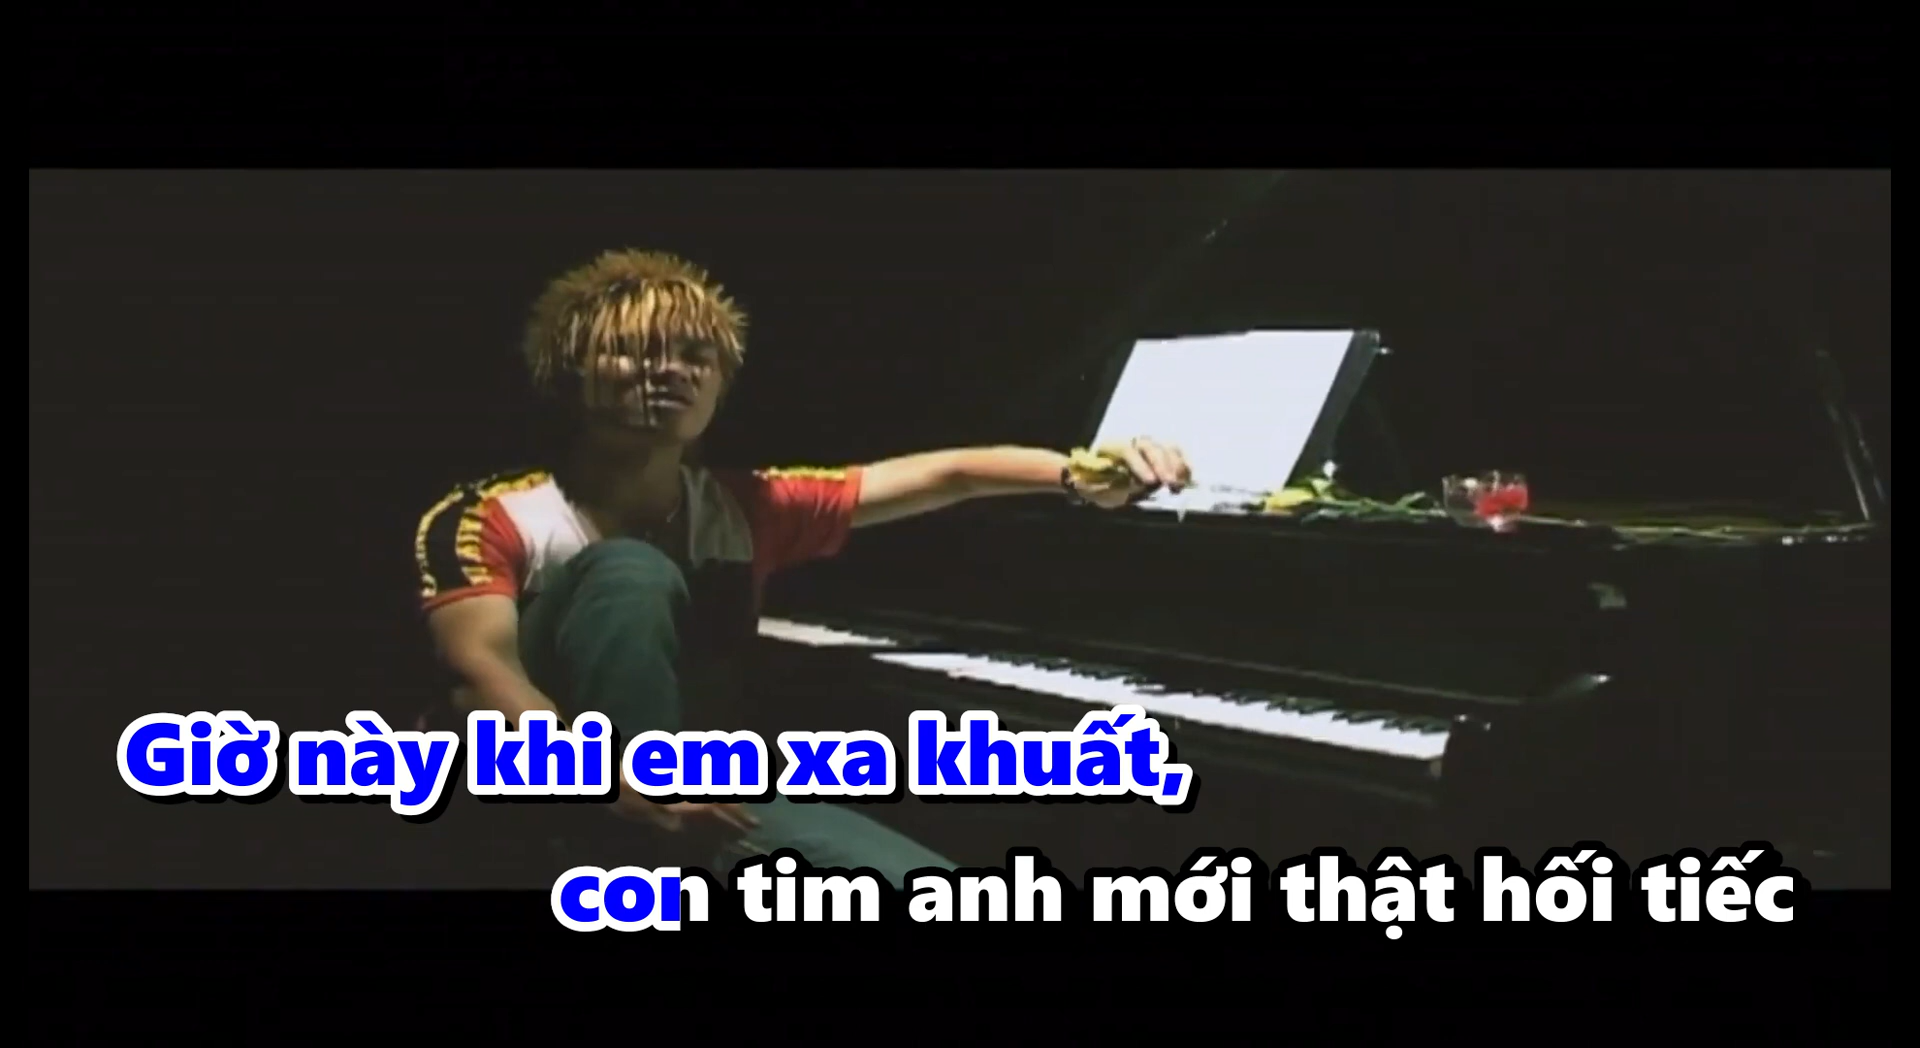 Giờ này khi em xa khuất,
con tim anh mới thật hối tiếc